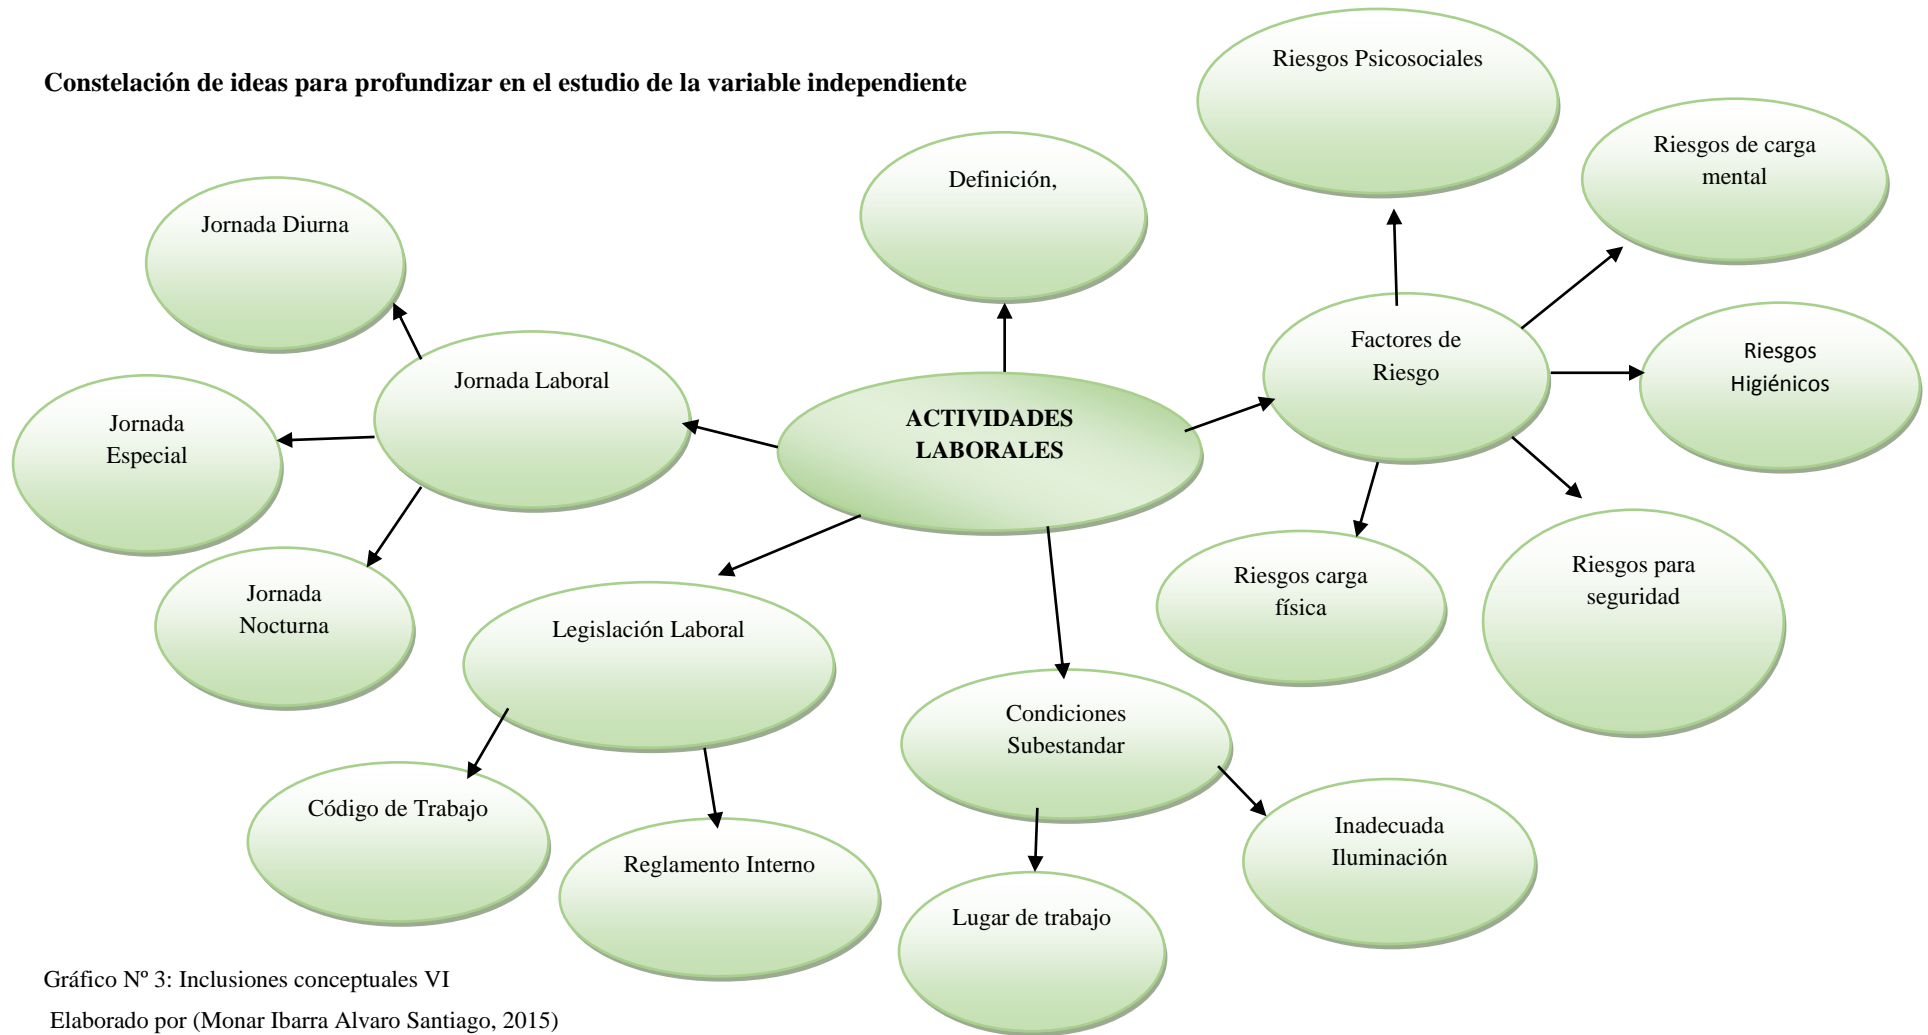 Constelación de ideas para profundizar en el estudio de la variable independiente
Riesgos Psicosociales
Riesgos de carga
mental
Definición,
Jornada Diurna
Factores de
Riesgo
Riesgos
Higiénicos
Jornada Laboral
ACTIVIDADES
LABORALES
Jornada
Especial
Riesgos carga
física
Riesgos para
seguridad
Jornada
Nocturna
Legislación Laboral
Condiciones
Subestandar
Código de Trabajo
Reglamento Interno
Inadecuada
Iluminación
Lugar de trabajo
Gráfico Nº 3: Inclusiones conceptuales VI
Elaborado por (Monar Ibarra Alvaro Santiago, 2015)